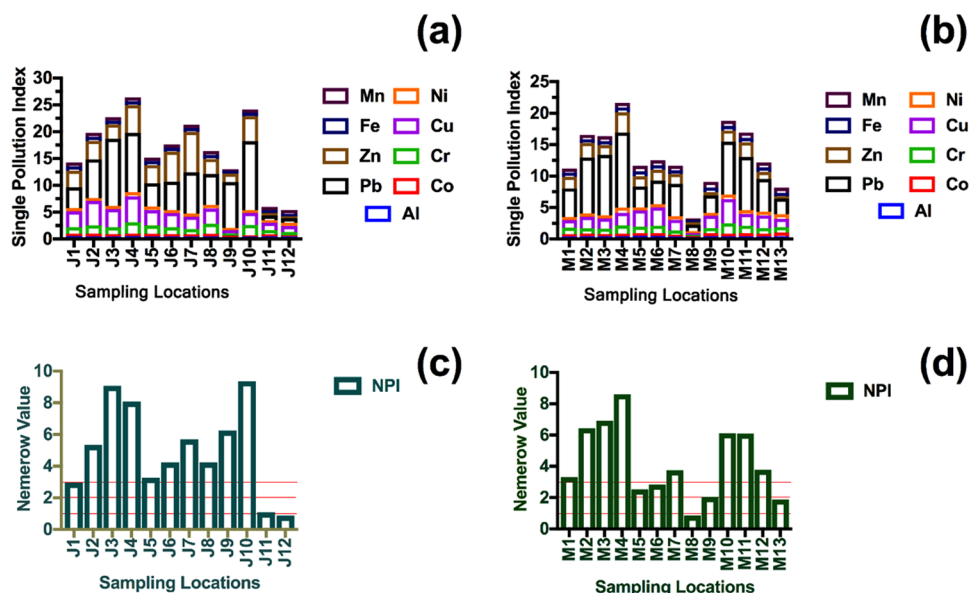 (a)
Single Pollution Index
30
25
20
15
10
5
0
J1 J2 J3 J4 J5 J6 J7 J8 J9 J10 J11 J12
Sampling Locations
Mn Ni
Fe Cu
Zn Cr
Pb Co
Al
(b)
Single Pollution Index
25
20
15
10
5
0
M1 M2 M3 M4 M5 M6 M7 M8 M9 M10 M11 M12 M13
Sampling Locations
Mn Ni
Fe Cu
Zn Cr
Pb Co
Al
(c)
Nemerow Value
10
8
6
4
2
0
J1 J2 J3 J4 J5 J6 J7 J8 J9 J10 J11 J12
Sampling Locations
NPI
(d)
Nemerow Value
10
8
6
4
2
0
M1 M2 M3 M4 M5 M6 M7 M8 M9 M10 M11 M12 M13
Sampling Locations
NPI